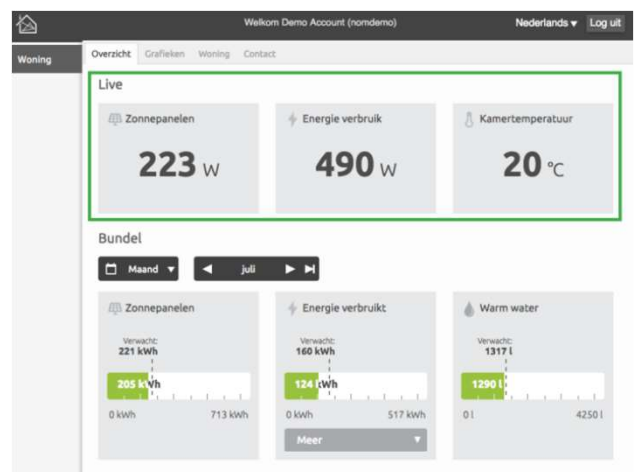 Welkom Demo Account (nomdemo) Nederlands Log uit
Woning Overzicht Grafieken Woning Contact
Live
Zonnepanelen Energie verbruik Kamertemperatuur
223 W 490 W 20 °C
Bundel
Maand juli
Zonnepanelen Energie verbruikt Warm water
Verwacht: Verwacht: Verwacht:
221 kWh 160 kWh 1317 l
205 kWh 124 kWh 1290 l
0 kWh 713 kWh 0 kWh 517 kWh 0 l 4250 l
Meer